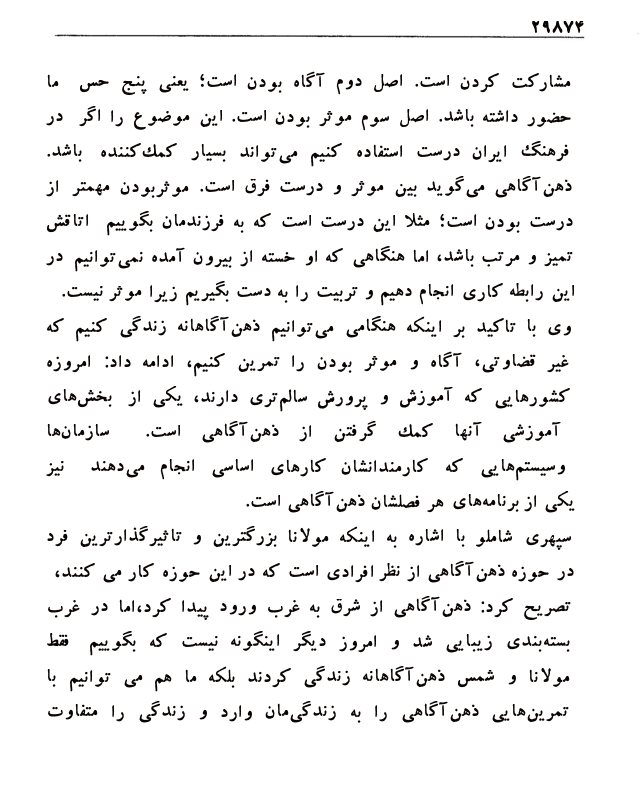 ۲۹۸۷۴
مشارکت کردن است. اصل دوم آگاه بودن است؛ یعنی پنج حس ما
حضور داشته باشد. اصل سوم موثر بودن است. این موضوع را اگر در
فرهنگ ایران درست استفاده کنیم می‌تواند بسیار کمک‌کننده باشد.
ذهن‌آگاهی می‌گوید بین موثر و درست فرق است. موثربودن مهمتر از
درست بودن است؛ مثلا این درست است که به فرزندمان بگوییم اتاقش
تمیز و مرتب باشد، اما هنگاهی که او خسته از بیرون آمده نمی‌توانیم در
این رابطه کاری انجام دهیم و تربیت را به دست بگیریم زیرا موثر نیست.
وی با تاکید بر اینکه هنگامی می‌توانیم ذهن‌آگاهانه زندگی کنیم که
غیر قضاوتی، آگاه و موثر بودن را تمرین کنیم، ادامه داد: امروزه
کشورهایی که آموزش و پرورش سالم‌تری دارند، یکی از بخش‌های
آموزشی آنها کمک گرفتن از ذهن‌آگاهی است. سازمان‌ها
وسیستم‌هایی که کارمندانشان کارهای اساسی انجام می‌دهند نیز
یکی از برنامه‌های هر فصلشان ذهن‌آگاهی است.
سپهری شاملو با اشاره به اینکه مولانا بزرگترین و تاثیرگذارترین فرد
در حوزه ذهن‌آگاهی از نظر افرادی است که در این حوزه کار می کنند،
تصریح کرد: ذهن‌آگاهی از شرق به غرب ورود پیدا کرد،اما در غرب
بسته‌بندی زیبایی شد و امروز دیگر اینگونه نیست که بگوییم فقط
مولانا و شمس ذهن‌آگاهانه زندگی کردند بلکه ما هم می توانیم با
تمرین‌هایی ذهن‌آگاهی را به زندگی‌مان وارد و زندگی را متفاوت